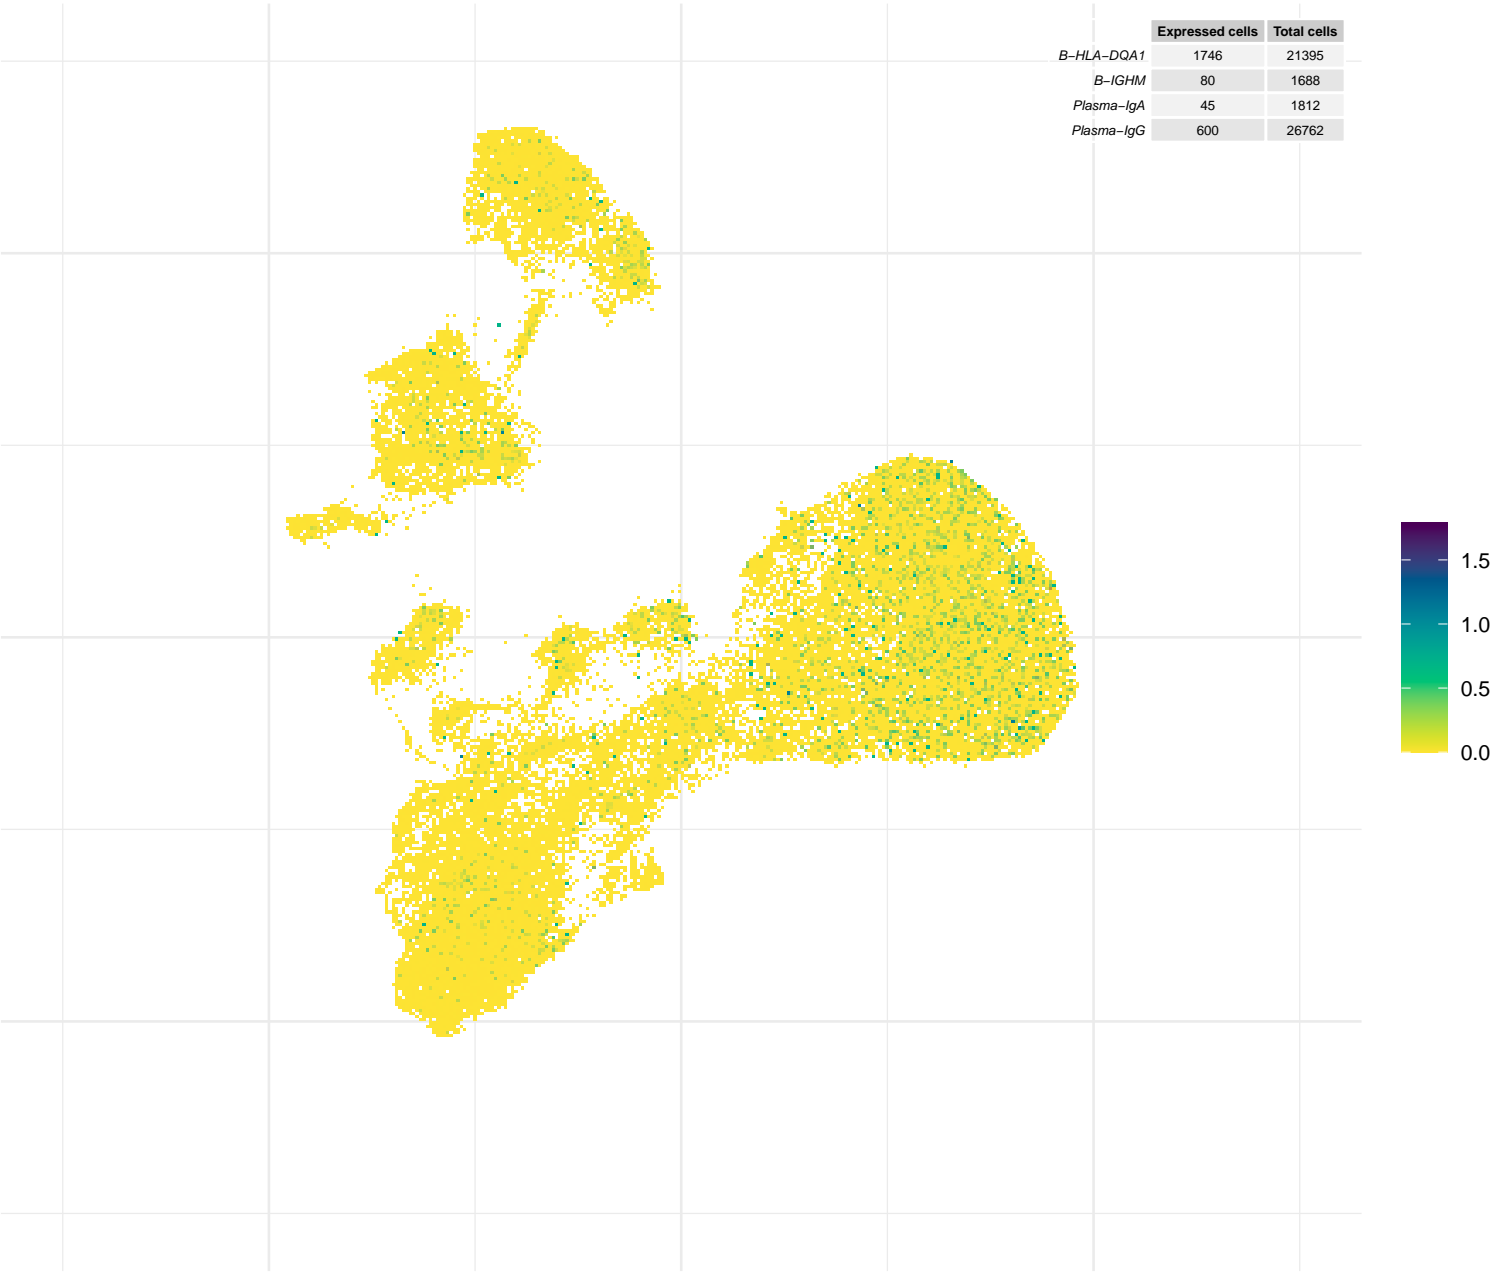 Expressed cells Total cells
B−HLA−DQA1 1746 21395
B−IGHM 80 1688
Plasma−IgA 45 1812
Plasma−IgG 600 26762
1.5
1.0
0.5
0.0